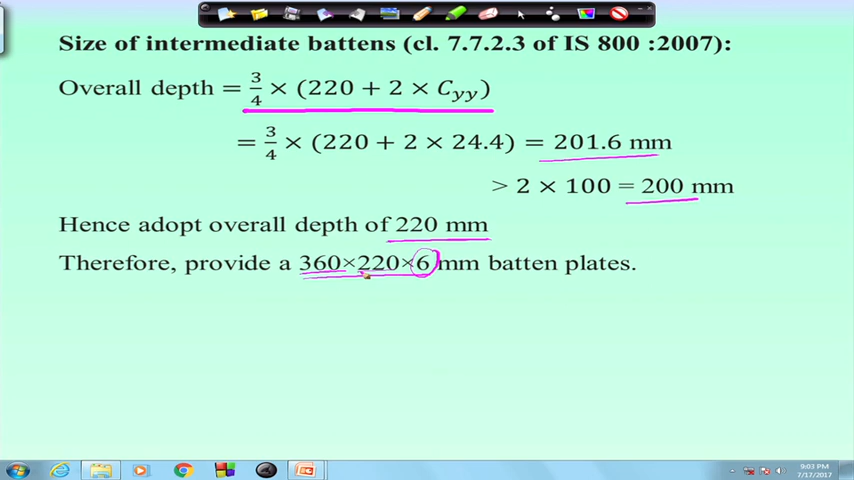 Size of intermediate battens (cl. 7.7.2.3 of IS 800 :2007):
Overall depth = 3/4 × (220 + 2 × C_yy)
= 3/4 × (220 + 2 × 24.4) = 201.6 mm
> 2 × 100 = 200 mm
Hence adopt overall depth of 220 mm
Therefore, provide a 360×220×6 mm batten plates.
9:03 PM
7/17/2017